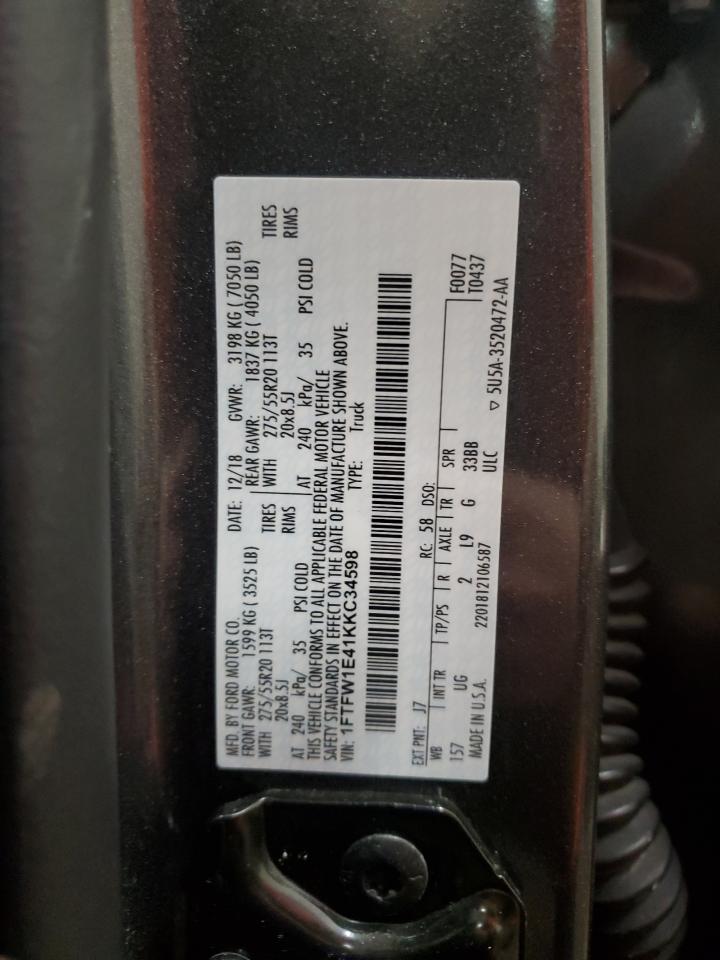 MFD. BY FORD MOTOR CO. DATE: 12/18 GVWR: 3198 KG ( 7050 LB)
FRONT GAWR: 1599 KG ( 3525 LB) REAR GAWR: 1837 KG ( 4050 LB)
WITH 275/55R20 113T TIRES WITH 275/55R20 113T TIRES
20x8.5J RIMS 20x8.5J RIMS
AT 240 kPa/ 35 PSI COLD AT 240 kPa/ 35 PSI COLD
THIS VEHICLE CONFORMS TO ALL APPLICABLE FEDERAL MOTOR VEHICLE
SAFETY STANDARDS IN EFFECT ON THE DATE OF MANUFACTURE SHOWN ABOVE.
VIN: 1FTFW1E41KKC34598 TYPE: Truck
EXT PNT: J7 RC: 58 DSO: F0077
WB INT TR TP/PS R AXLE TR SPR T0437
157 UG 2 L9 G 33BB
MADE IN U.S.A. 2201812106587 ULC ▽ 5U5A-3520472-AA